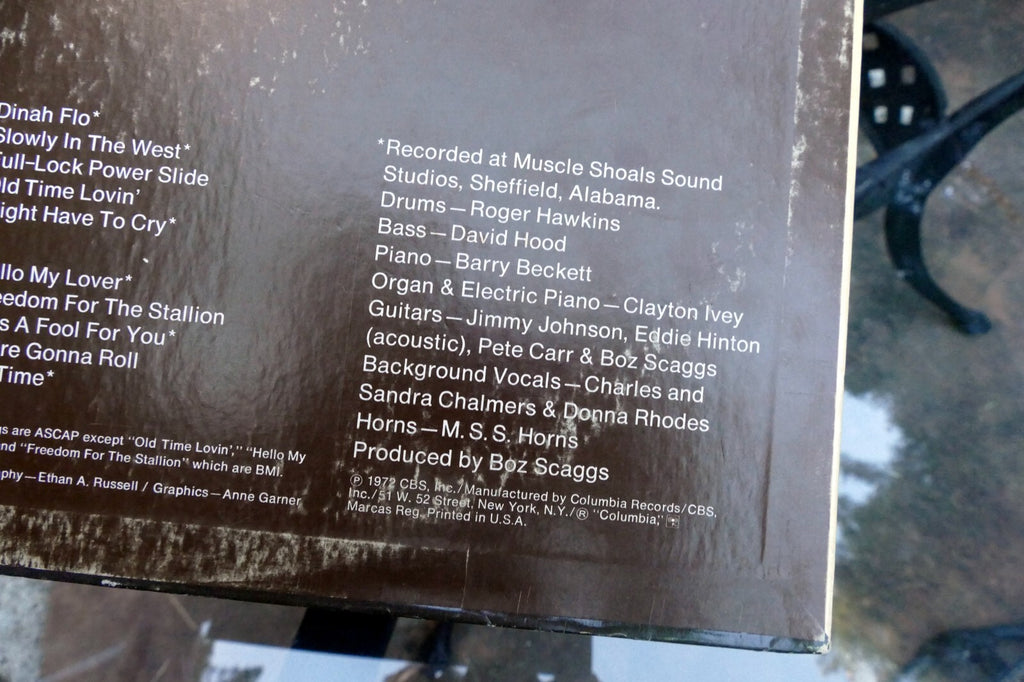 Dinah Flo*
Slowly In The West*
Full-Lock Power Slide
Old Time Lovin'
ight Have To Cry*
llo My Lover*
eedom For The Stallion
s A Fool For You*
re Gonna Roll
Time*
gs are ASCAP except "Old Time Lovin'," "Hello My
nd "Freedom For The Stallion" which are BMI.
phy—Ethan A. Russell / Graphics—Anne Garner
*Recorded at Muscle Shoals Sound
Studios, Sheffield, Alabama.
Drums—Roger Hawkins
Bass—David Hood
Piano—Barry Beckett
Organ & Electric Piano—Clayton Ivey
Guitars—Jimmy Johnson, Eddie Hinton
(acoustic), Pete Carr & Boz Scaggs
Background Vocals—Charles and
Sandra Chalmers & Donna Rhodes
Horns—M.S.S. Horns
Produced by Boz Scaggs
℗ 1972 CBS, Inc./Manufactured by Columbia Records/CBS,
Inc./51 W. 52 Street, New York, N.Y./® "Columbia,"
Marcas Reg. Printed in U.S.A.